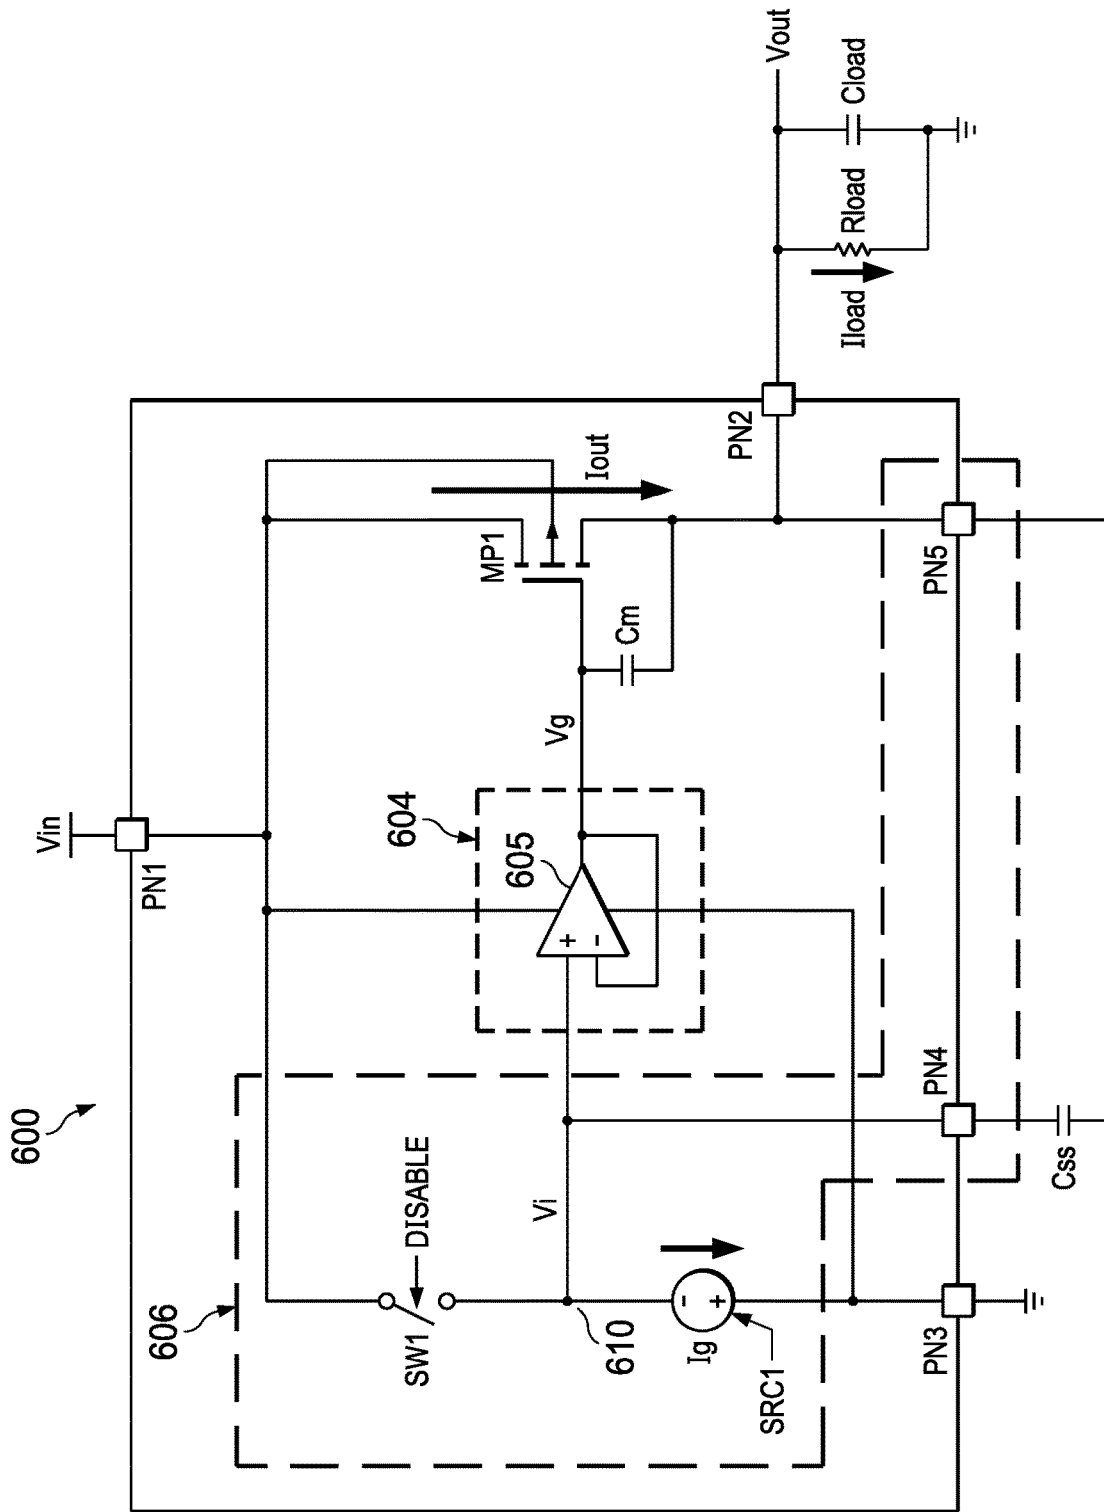 600
Vin
PN1
606
SW1
DISABLE
Vi
610
Ig
SRC1
PN3
604
605
+
-
Vg
Cm
MP1
Iout
PN2
PN4
PN5
Css
-
+
Vout
Rload
Cload
Iload